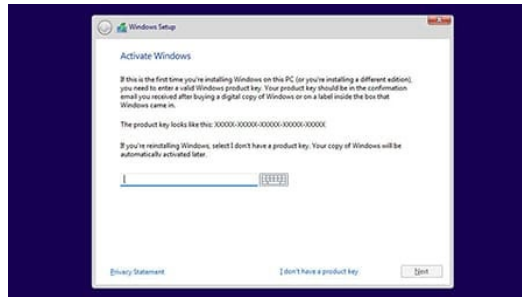 Windows Setup
Activate Windows
If this is the first time you're installing Windows on this PC (or you're installing a different edition),
you need to enter a valid Windows product key. Your product key should be in the confirmation
email you received after buying a digital copy of Windows or on a label inside the box that
Windows came in.
The product key looks like this: XXXXX-XXXXX-XXXXX-XXXXX-XXXXX
If you're reinstalling Windows, select I don't have a product key. Your copy of Windows will be
automatically activated later.
Privacy Statement
I don't have a product key
Next